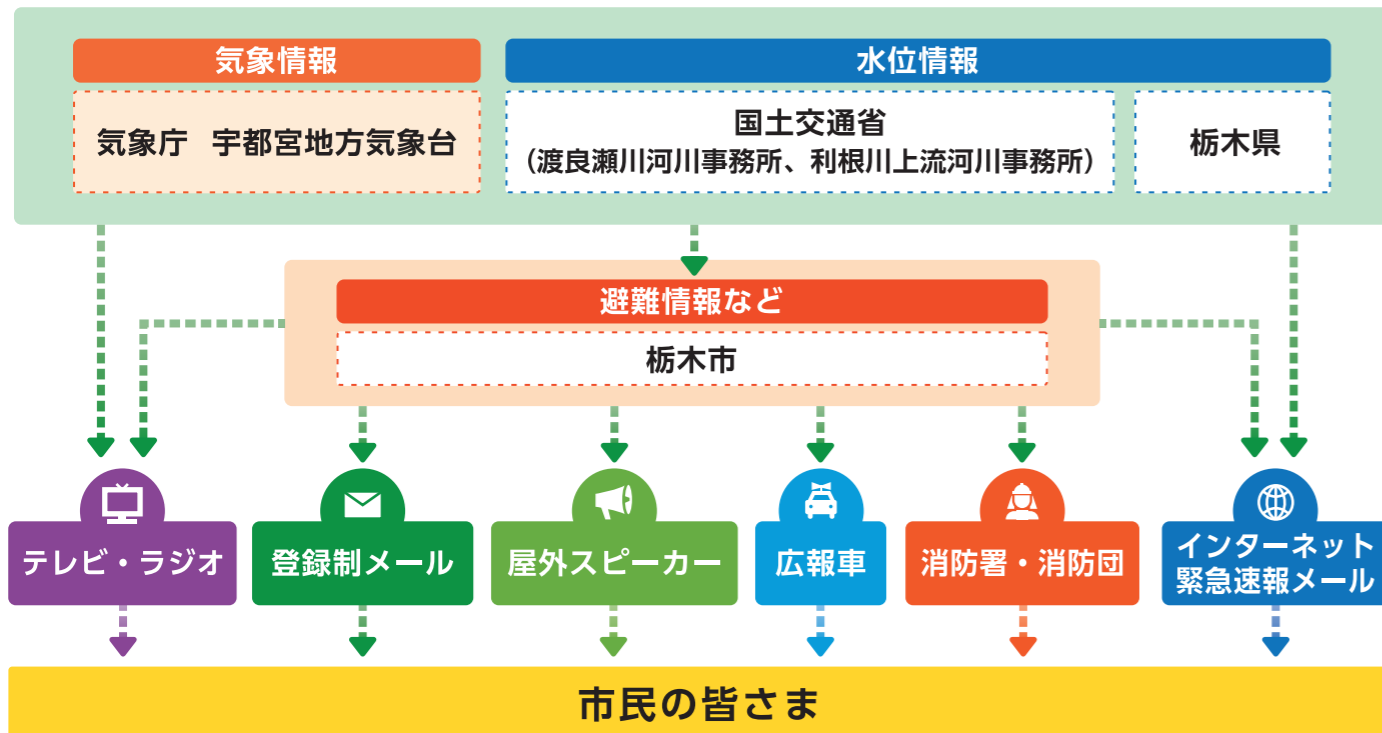 気象情報
水位情報
気象庁 宇都宮地方気象台
国土交通省
（渡良瀬川河川事務所、利根川上流河川事務所）
栃木県
避難情報など
栃木市
テレビ・ラジオ
登録制メール
屋外スピーカー
広報車
消防署・消防団
インターネット
緊急速報メール
市民の皆さま